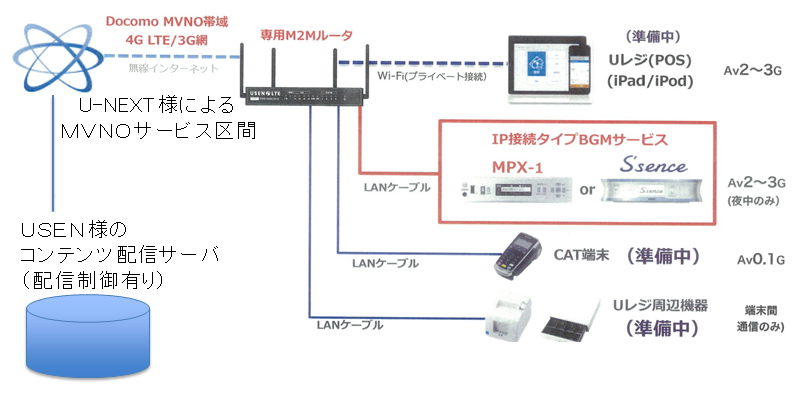 Docomo MVNO帯域
4G LTE/3G網
無線インターネット
専用M2Mルータ
USEN LTE
U-NEXT様による
MVNOサービス区間
USEN様の
コンテンツ配信サーバ
(配信制御有り)
Wi-Fi(プライベート接続)
(準備中)
Uレジ(POS)
(iPad/iPod)
Av2~3G
IP接続タイプBGMサービス
MPX-1
or
S'sence
S'sence
LANケーブル
Av2~3G
(夜中のみ)
LANケーブル
CAT端末
(準備中)
Av0.1G
LANケーブル
Uレジ周辺機器
(準備中)
端末間
通信のみ)